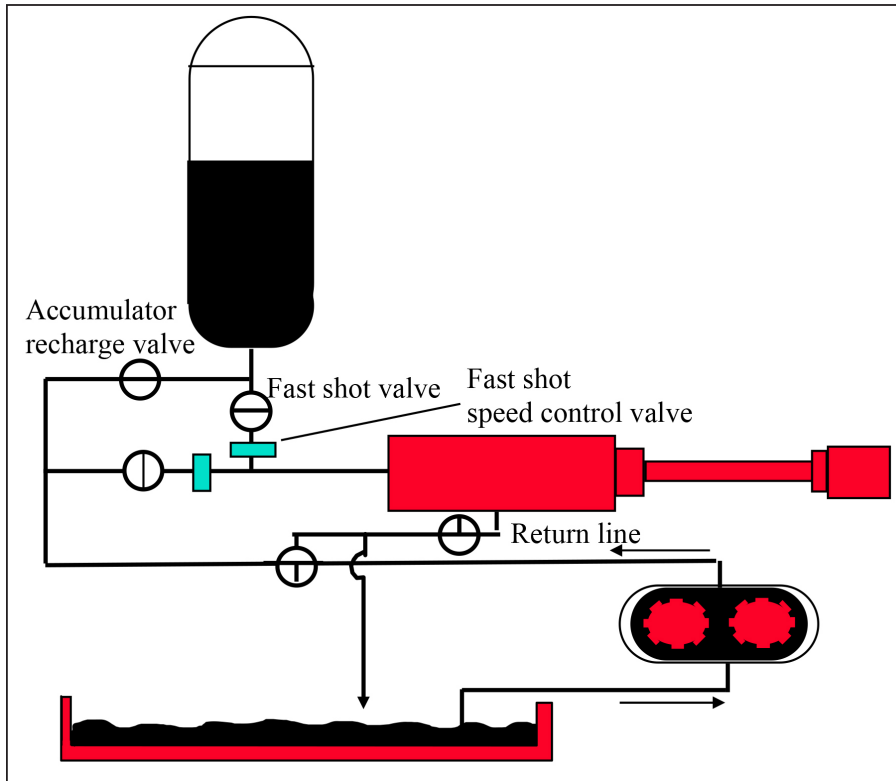 Accumulator
recharge valve
Fast shot valve
Fast shot
speed control valve
Return line